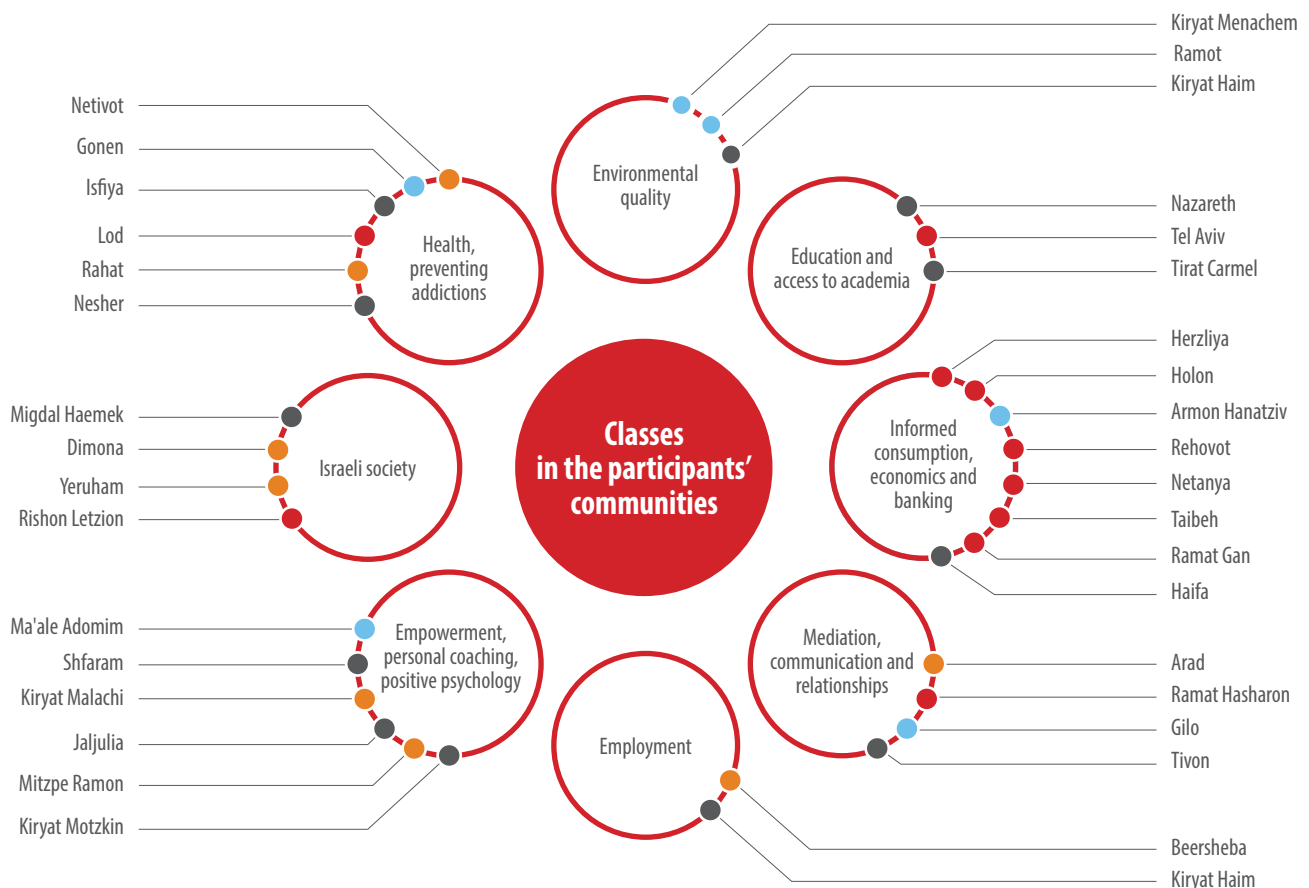 Kiryat Menachem
Ramot
Kiryat Haim
Environmental
quality
Netivot
Gonen
Isfiya
Lod
Rahat
Nesher
Health,
preventing
addictions
Nazareth
Tel Aviv
Tirat Carmel
Education and
access to academia
Migdal Haemek
Dimona
Yeruham
Rishon Letzion
Israeli society
Classes
in the participants'
communities
Informed
consumption,
economics and
banking
Herzliya
Holon
Armon Hanatziv
Rehovot
Netanya
Taibeh
Ramat Gan
Haifa
Ma'ale Adomim
Shfaram
Kiryat Malachi
Jaljulia
Mitzpe Ramon
Kiryat Motzkin
Empowerment,
personal coaching,
positive psychology
Employment
Beersheba
Kiryat Haim
Mediation,
communication and
relationships
Arad
Ramat Hasharon
Gilo
Tivon